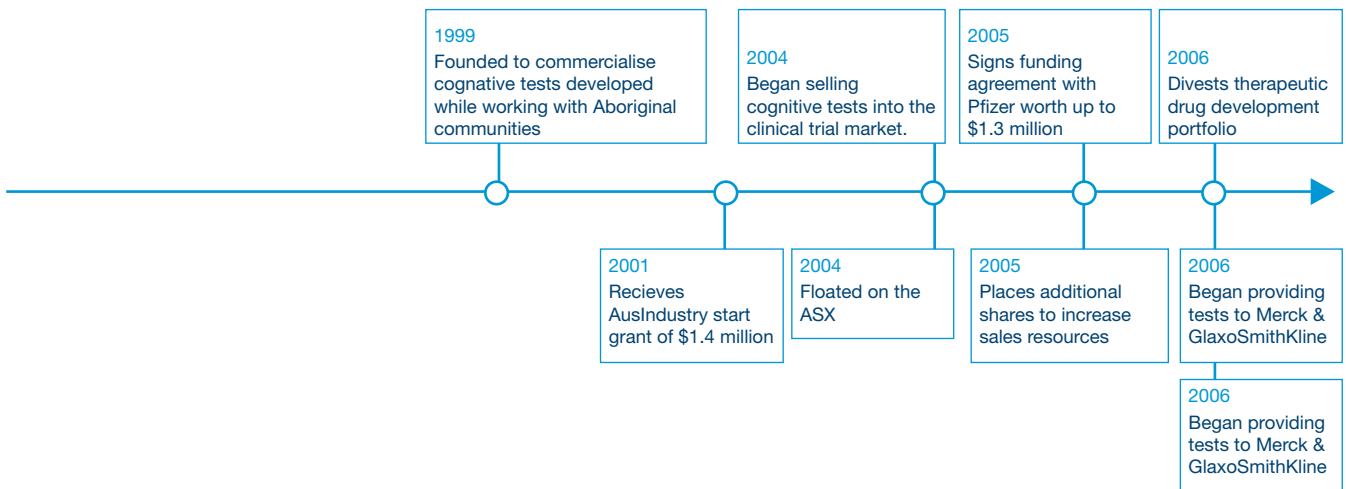 1999
Founded to commercialise
cognative tests developed
while working with Aboriginal
communities
2004
Began selling
cognitive tests into the
clinical trial market.
2005
Signs funding
agreement with
Pfizer worth up to
$1.3 million
2006
Divests therapeutic
drug development
portfolio
2001
Recieves
AusIndustry start
grant of $1.4 million
2004
Floated on the
ASX
2005
Places additional
shares to increase
sales resources
2006
Began providing
tests to Merck &
GlaxoSmithKline
2006
Began providing
tests to Merck &
GlaxoSmithKline